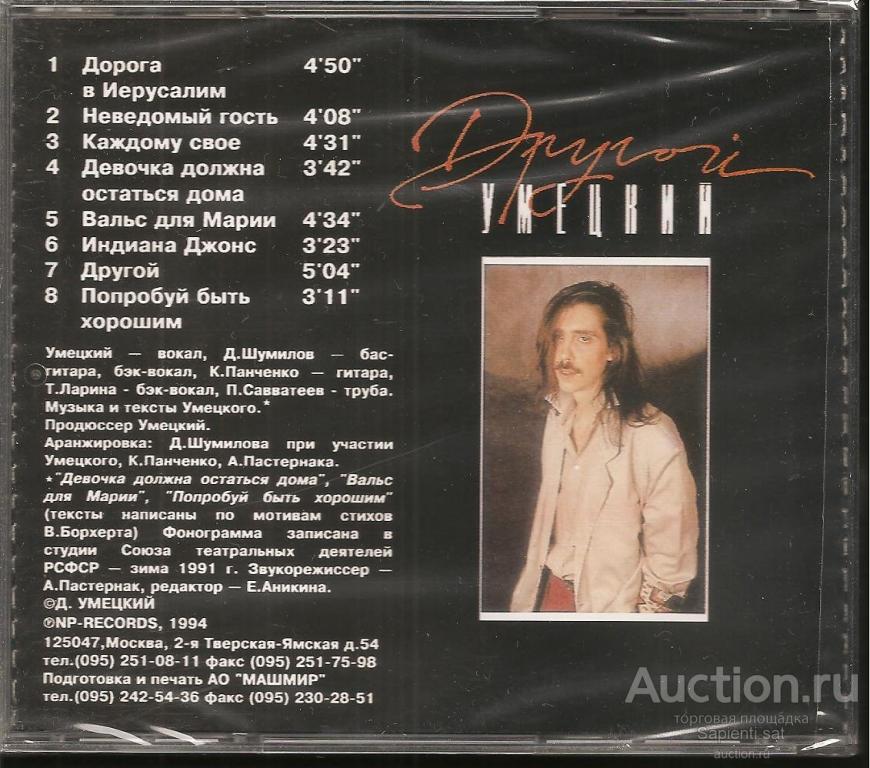 1 Дорога 4'50"
в Иерусалим
2 Неведомый гость 4'08"
3 Каждому свое 4'31"
4 Девочка должна 3'42"
остаться дома
5 Вальс для Марии 4'34"
6 Индиана Джонс 3'23"
7 Другой 5'04"
8 Попробуй быть 3'11"
хорошим
Умецкий — вокал, Д.Шумилов — бас-
гитара, бэк-вокал, К.Панченко — гитара,
Т.Ларина - бэк-вокал, П.Савватеев - труба.
Музыка и тексты Умецкого.*
Продюссер Умецкий.
Аранжировка: Д.Шумилова при участии
Умецкого, К.Панченко, А.Пастернака.
*"Девочка должна остаться дома", "Вальс
для Марии", "Попробуй быть хорошим"
(тексты написаны по мотивам стихов
В.Борхерта) Фонограмма записана в
студии Союза театральных деятелей
РСФСР — зима 1991 г. Звукорежиссер —
А.Пастернак, редактор — Е.Аникина.
©Д. УМЕЦКИЙ
℗NP-RECORDS, 1994
125047,Москва, 2-я Тверская-Ямская д.54
тел.(095) 251-08-11 факс (095) 251-75-98
Подготовка и печать АО "МАШМИР"
тел.(095) 242-54-36 факс (095) 230-28-51
Другой
УМЕЦКИЙ
Auction.ru
торговая площадка
Sapienti sat
auction.ru